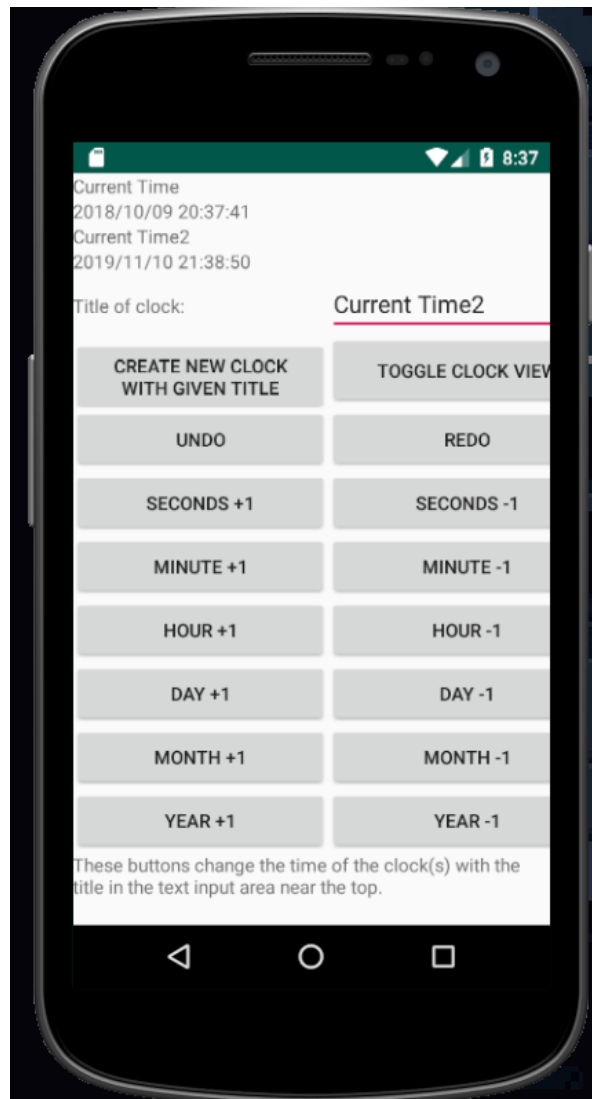 8:37
Current Time
2018/10/09 20:37:41
Current Time2
2019/11/10 21:38:50
Title of clock: Current Time2
CREATE NEW CLOCK
WITH GIVEN TITLE
TOGGLE CLOCK VIEW
UNDO REDO
SECONDS +1 SECONDS -1
MINUTE +1 MINUTE -1
HOUR +1 HOUR -1
DAY +1 DAY -1
MONTH +1 MONTH -1
YEAR +1 YEAR -1
These buttons change the time of the clock(s) with the
title in the text input area near the top.